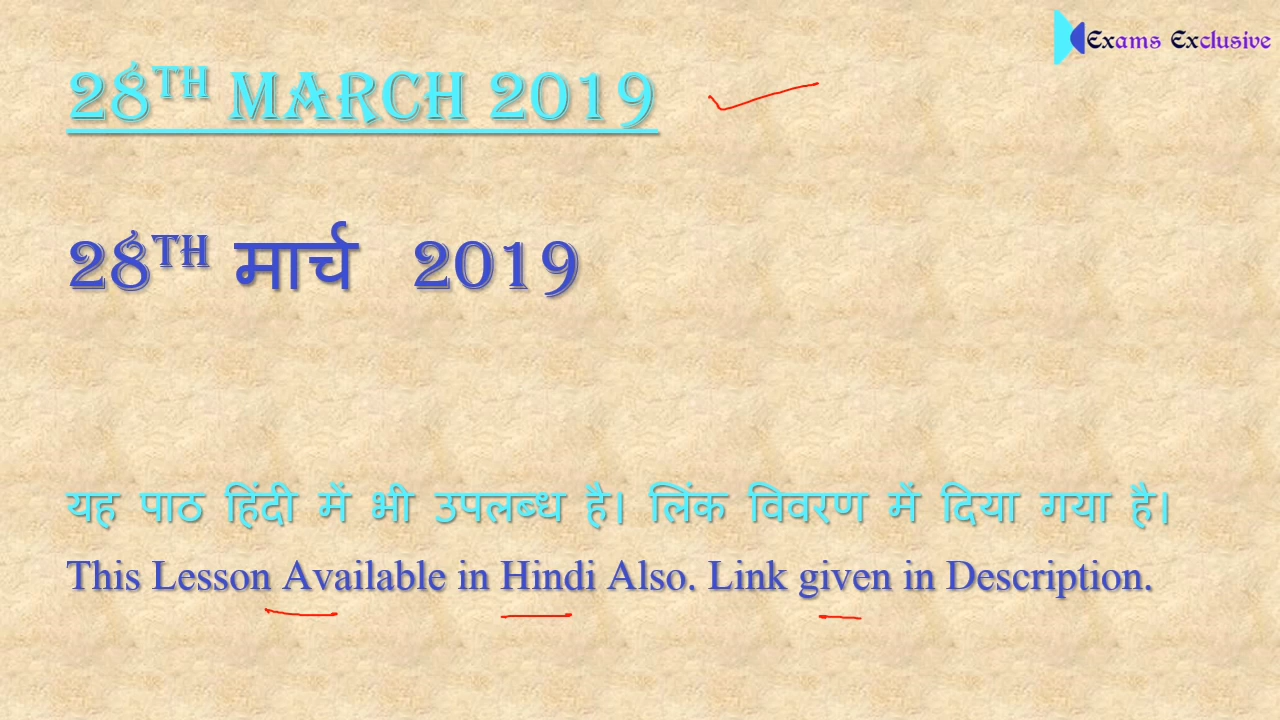 Exams Exclusive
28TH MARCH 2019
28TH मार्च 2019
यह पाठ हिंदी में भी उपलब्ध है। लिंक विवरण में दिया गया है।
This Lesson Available in Hindi Also. Link given in Description.